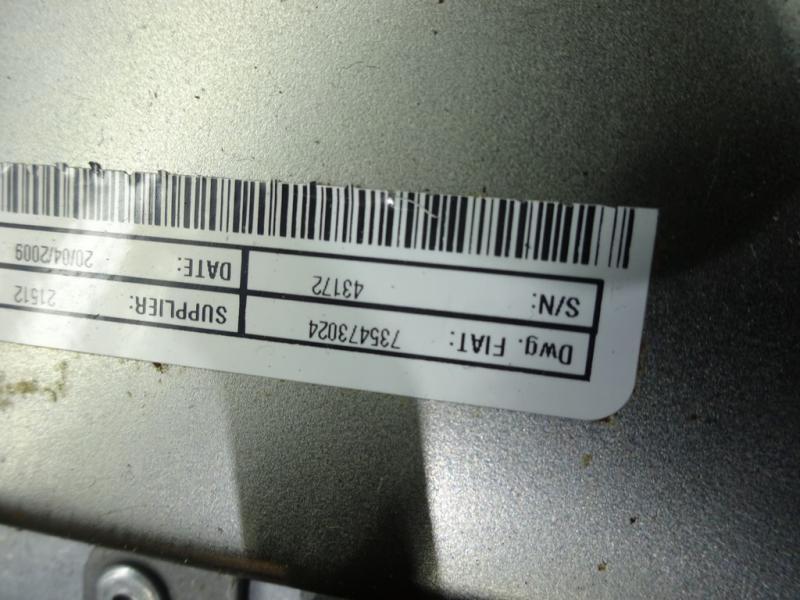 Dwg. FIAT: 735473024 SUPPLIER: 21512
S/N: 43172 DATE: 20/04/2009